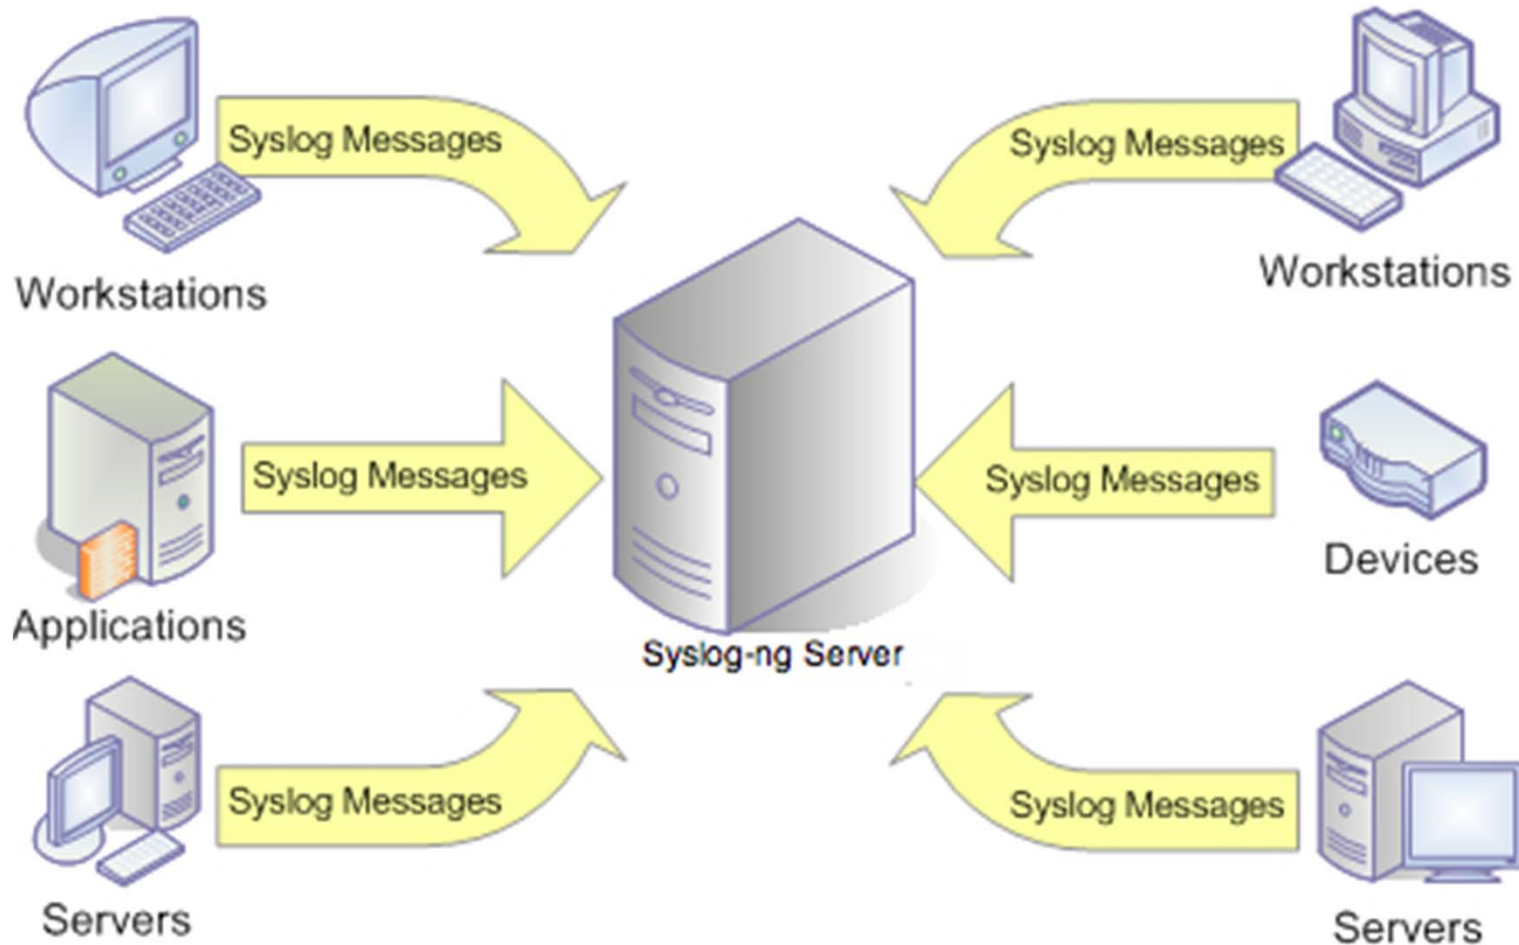 Syslog Messages
Syslog Messages
Workstations
Workstations
Syslog Messages
Syslog Messages
Devices
Applications
Syslog-ng Server
Syslog Messages
Syslog Messages
Servers
Servers